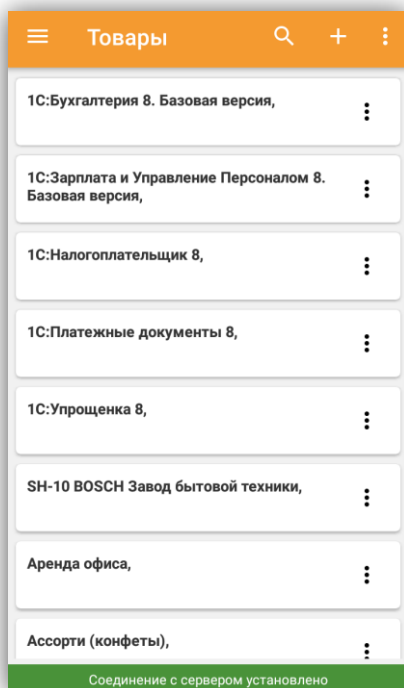 Товары
1С:Бухгалтерия 8. Базовая версия,
1С:Зарплата и Управление Персоналом 8.
Базовая версия,
1С:Налогоплательщик 8,
1С:Платежные документы 8,
1С:Упрощенка 8,
SH-10 BOSCH Завод бытовой техники,
Аренда офиса,
Ассорти (конфеты),
Соединение с сервером установлено